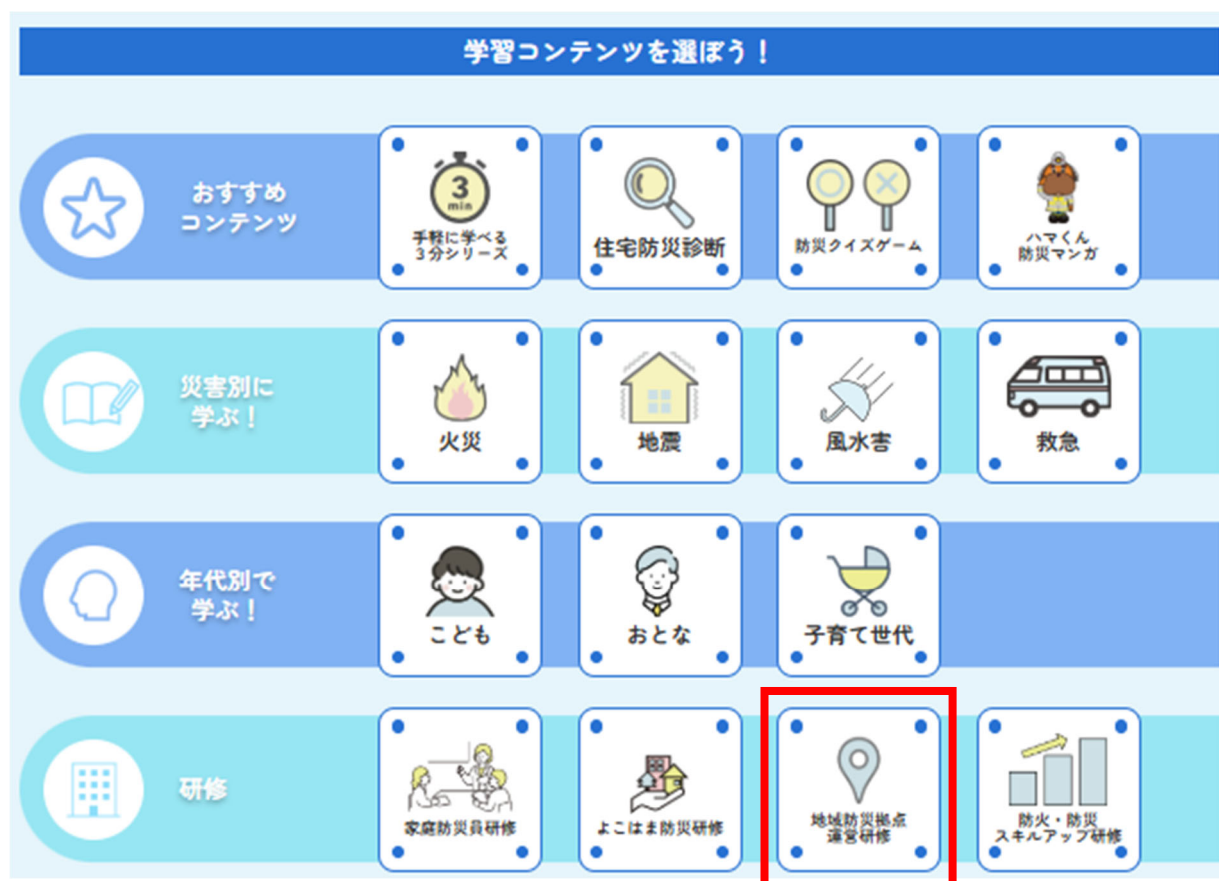 学習コンテンツを選ぼう！
おすすめ
コンテンツ
3
min
手軽に学べる
３分シリーズ
住宅防災診断
防災クイズゲーム
ハマくん
防災マンガ
災害別に
学ぶ！
火災
地震
風水害
救急
年代別で
学ぶ！
こども
おとな
子育て世代
研修
家庭防災員研修
よこはま防災研修
地域防災拠点
運営研修
防火・防災
スキルアップ研修